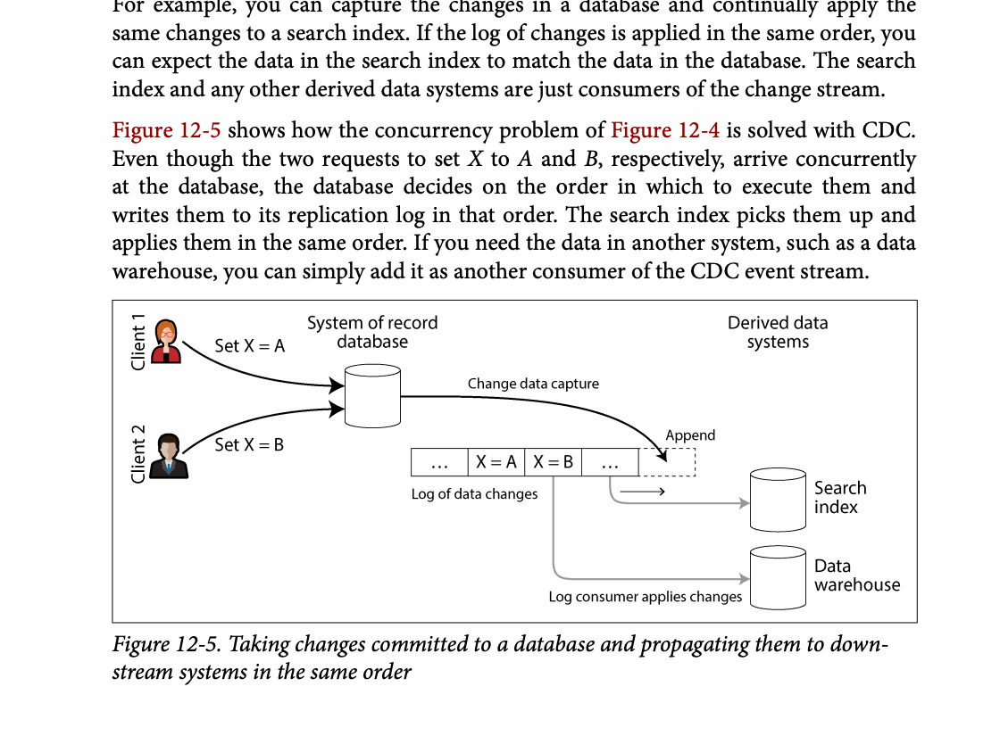 For example, you can capture the changes in a database and continually apply the
same changes to a search index. If the log of changes is applied in the same order, you
can expect the data in the search index to match the data in the database. The search
index and any other derived data systems are just consumers of the change stream.
Figure 12-5 shows how the concurrency problem of Figure 12-4 is solved with CDC.
Even though the two requests to set X to A and B, respectively, arrive concurrently
at the database, the database decides on the order in which to execute them and
writes them to its replication log in that order. The search index picks them up and
applies them in the same order. If you need the data in another system, such as a data
warehouse, you can simply add it as another consumer of the CDC event stream.
Client 1
Set X = A
System of record
database
Derived data
systems
Change data capture
Client 2
Set X = B
Append
… X = A X = B …
Log of data changes
Search
index
Data
warehouse
Log consumer applies changes
Figure 12-5. Taking changes committed to a database and propagating them to down-
stream systems in the same order